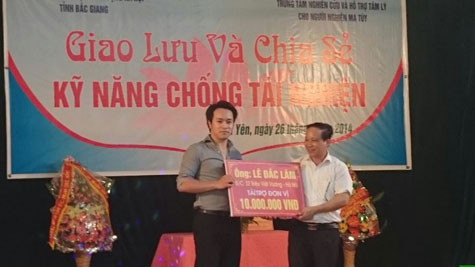 TỈNH BẮC GIANG
TRUNG TÂM NGHIÊN CỨU VÀ HỖ TRỢ TÂM LÝ
CHO NGƯỜI NGHIỆN MA TÚY
Giao Lưu Và Chia Sẻ
KỸ NĂNG CHỐNG TÁI NGHIỆN
Yên, ngày 26 2014
Ông: LÊ ĐẮC LÂM
TÀI TRỢ ĐƠN VỊ
10.000.000 VNĐ